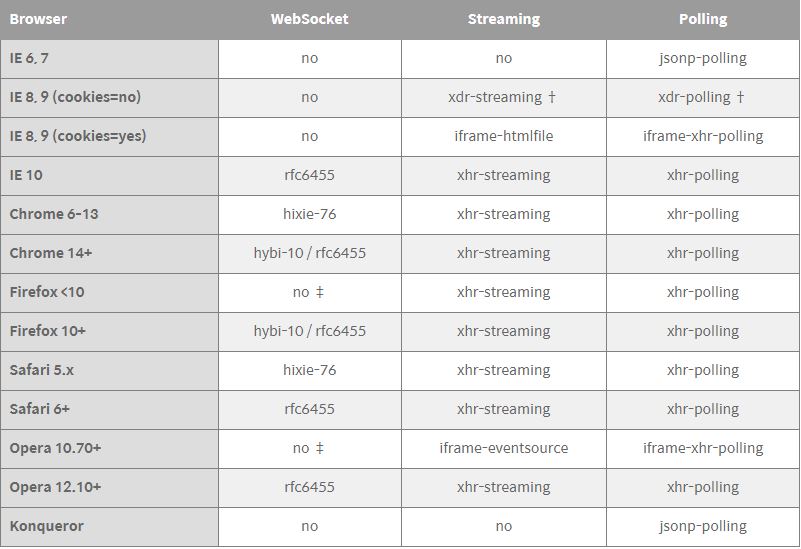 Browser WebSocket Streaming Polling
IE 6, 7 no no jsonp-polling
IE 8, 9 (cookies=no) no xdr-streaming † xdr-polling †
IE 8, 9 (cookies=yes) no iframe-htmlfile iframe-xhr-polling
IE 10 rfc6455 xhr-streaming xhr-polling
Chrome 6-13 hixie-76 xhr-streaming xhr-polling
Chrome 14+ hybi-10 / rfc6455 xhr-streaming xhr-polling
Firefox <10 no ‡ xhr-streaming xhr-polling
Firefox 10+ hybi-10 / rfc6455 xhr-streaming xhr-polling
Safari 5.x hixie-76 xhr-streaming xhr-polling
Safari 6+ rfc6455 xhr-streaming xhr-polling
Opera 10.70+ no ‡ iframe-eventsource iframe-xhr-polling
Opera 12.10+ rfc6455 xhr-streaming xhr-polling
Konqueror no no jsonp-polling